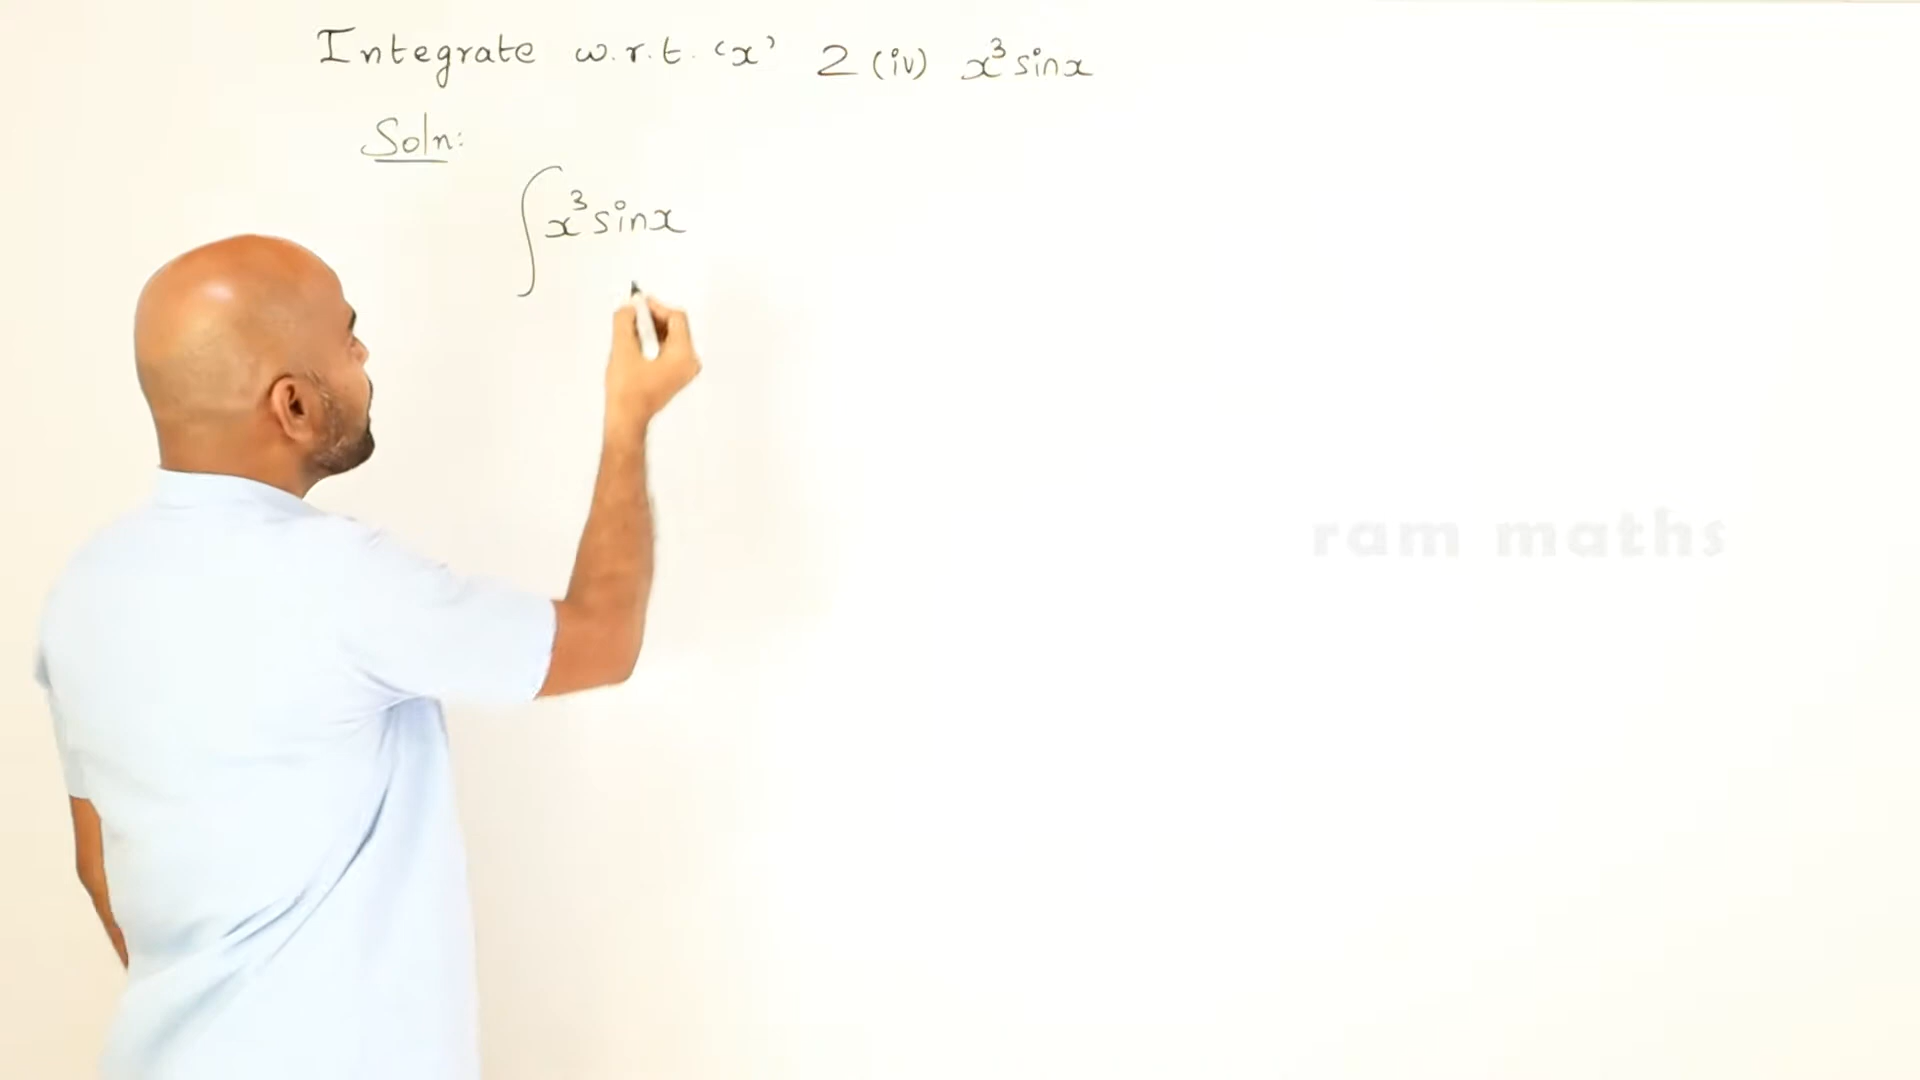 Integrate w.r.t. ‘x’ 2 (iv) x³ sinx
Soln:
∫x³ sinx
ram maths